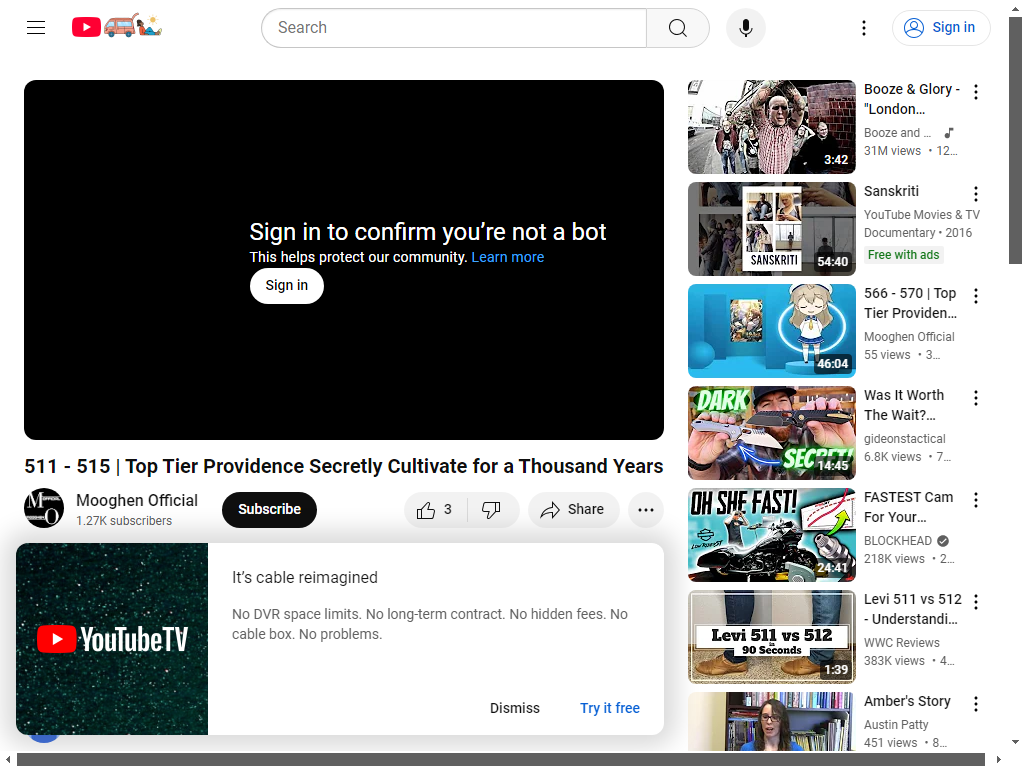 Search
Sign in
Sign in to confirm you’re not a bot
This helps protect our community. Learn more
Sign in
511 - 515 | Top Tier Providence Secretly Cultivate for a Thousand Years
Mooghen Official
1.27K subscribers
Subscribe
3
Share
YouTubeTV
It’s cable reimagined
No DVR space limits. No long-term contract. No hidden fees. No
cable box. No problems.
Dismiss
Try it free
3:42
Booze & Glory -
"London…
Booze and …
31M views • 12…
SANSKRITI
54:40
Sanskriti
YouTube Movies & TV
Documentary • 2016
Free with ads
46:04
566 - 570 | Top
Tier Providen…
Mooghen Official
55 views • 3…
DARK
SECRET!
14:45
Was It Worth
The Wait?…
gideonstactical
6.8K views • 7…
OH SHE FAST!
24:41
FASTEST Cam
For Your…
BLOCKHEAD
218K views • 2…
Levi 511 vs 512
in
90 Seconds
1:39
Levi 511 vs 512
- Understandi…
WWC Reviews
383K views • 4…
Amber's Story
Austin Patty
451 views • 8…